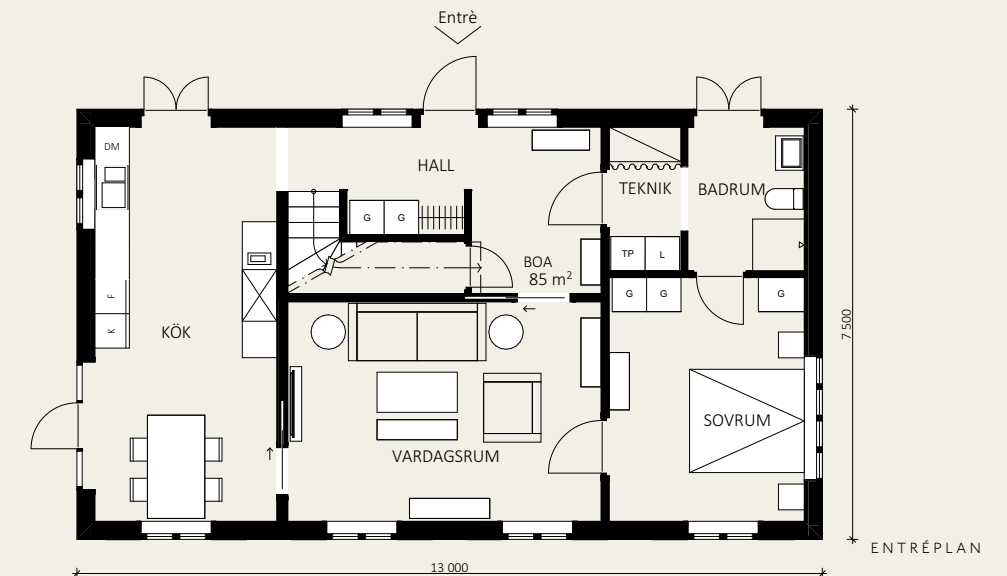 Entrè
DM
HALL
TEKNIK
BADRUM
G
G
BOA
85 m²
TP
L
F
K
KÖK
G
G
G
7 500
SOVRUM
VARDAGSRUM
ENTRÉPLAN
13 000